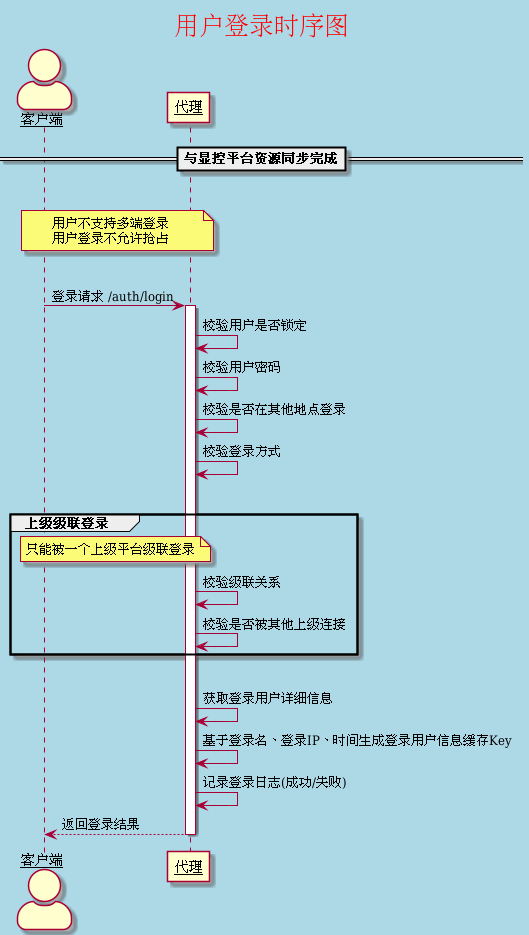 用户登录时序图
客户端
代理
与显控平台资源同步完成
用户不支持多端登录
用户登录不允许抢占
登录请求 /auth/login
校验用户是否锁定
校验用户密码
校验是否在其他地点登录
校验登录方式
上级级联登录
只能被一个上级平台级联登录
校验级联关系
校验是否被其他上级连接
获取登录用户详细信息
基于登录名、登录IP、时间生成登录用户信息缓存Key
记录登录日志(成功/失败)
返回登录结果
客户端
代理